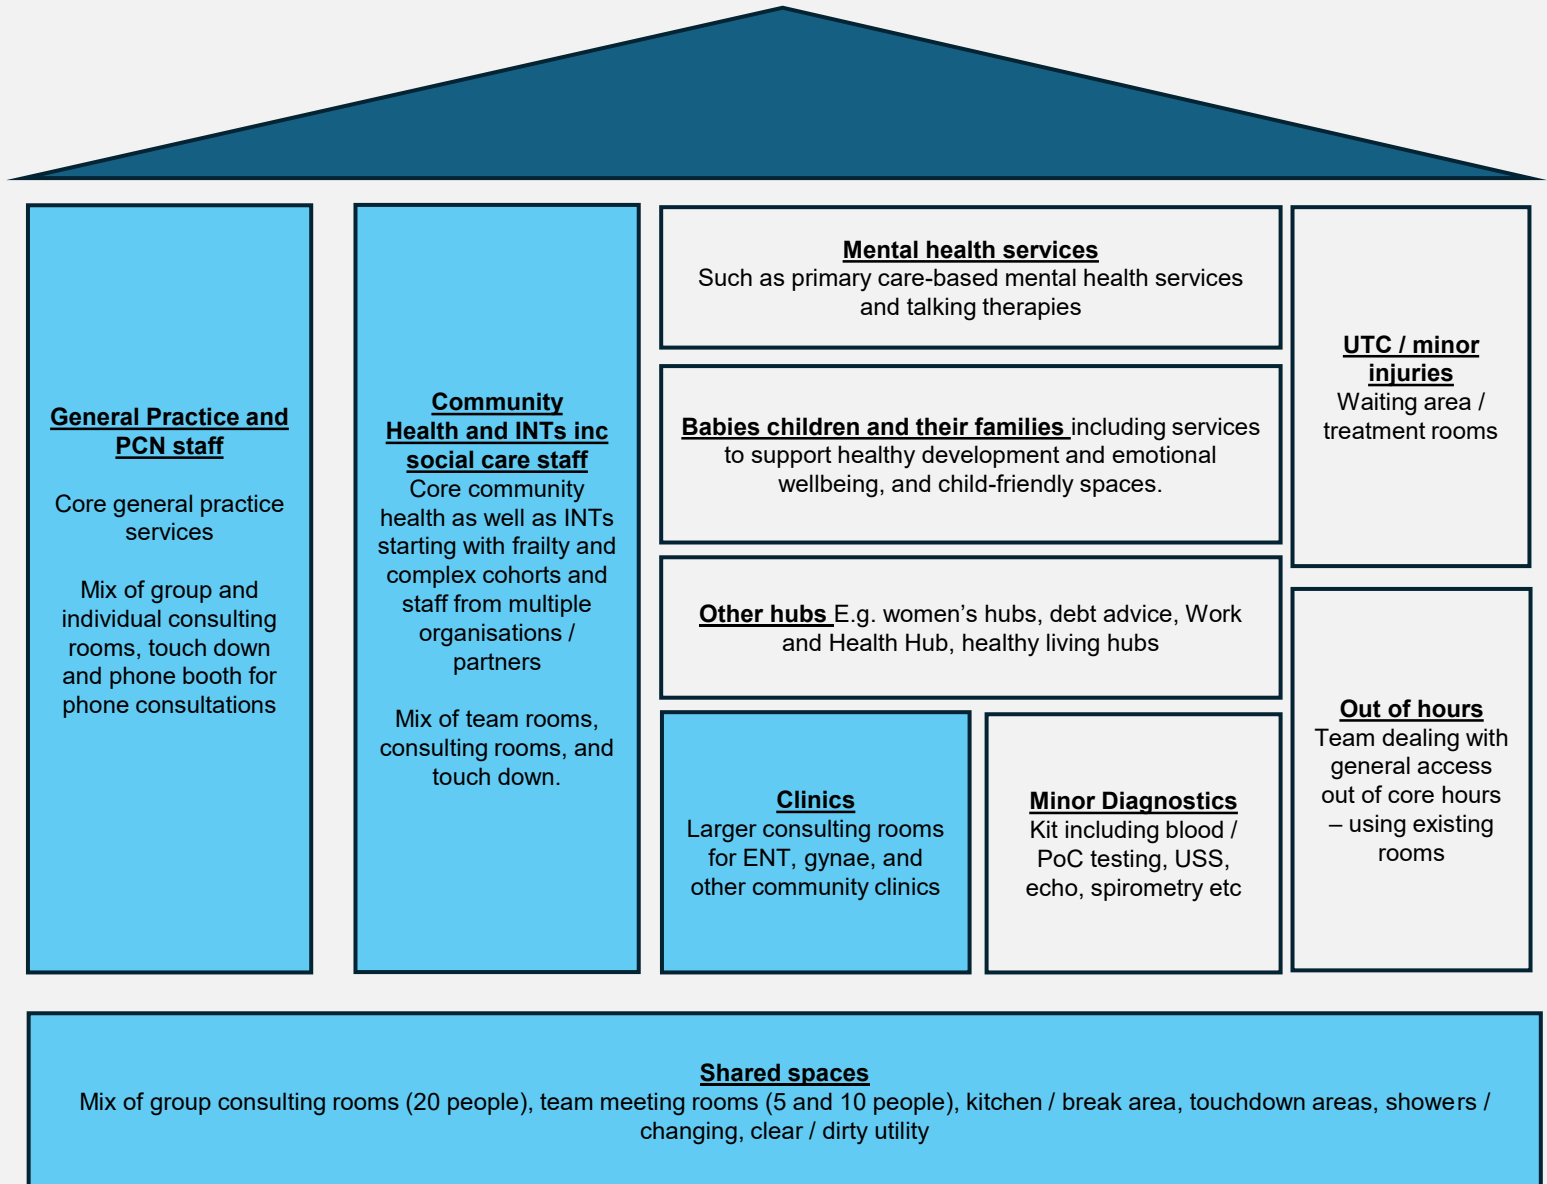 General Practice and
PCN staff
Core general practice
services
Mix of group and
individual consulting
rooms, touch down
and phone booth for
phone consultations
Community
Health and INTs inc
social care staff
Core community
health as well as INTs
starting with frailty and
complex cohorts and
staff from multiple
organisations /
partners
Mix of team rooms,
consulting rooms, and
touch down.
Mental health services
Such as primary care-based mental health services
and talking therapies
Babies children and their families including services
to support healthy development and emotional
wellbeing, and child-friendly spaces.
Other hubs E.g. women’s hubs, debt advice, Work
and Health Hub, healthy living hubs
Clinics
Larger consulting rooms
for ENT, gynae, and
other community clinics
Minor Diagnostics
Kit including blood /
PoC testing, USS,
echo, spirometry etc
UTC / minor
injuries
Waiting area /
treatment rooms
Out of hours
Team dealing with
general access
out of core hours
– using existing
rooms
Shared spaces
Mix of group consulting rooms (20 people), team meeting rooms (5 and 10 people), kitchen / break area, touchdown areas, showers /
changing, clear / dirty utility